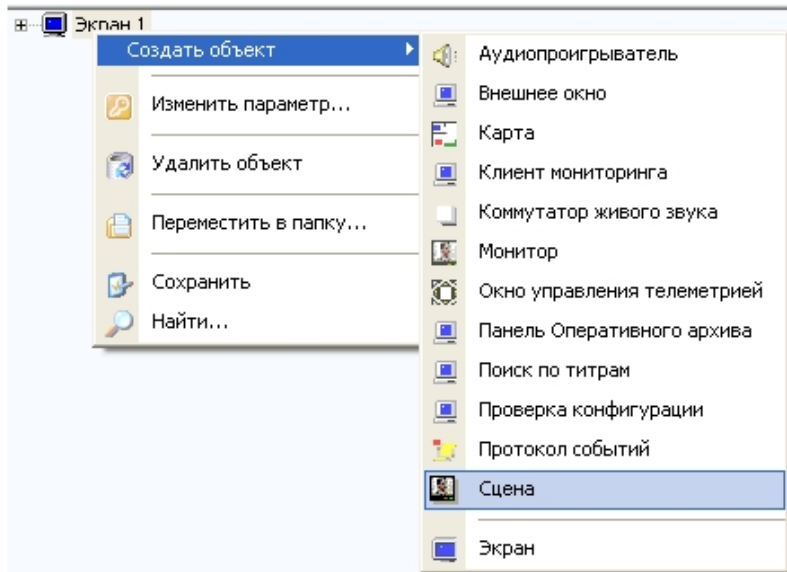 Экран 1
Создать объект
Изменить параметр...
Удалить объект
Переместить в папку...
Сохранить
Найти...
Аудиопроигрыватель
Внешнее окно
Карта
Клиент мониторинга
Коммутатор живого звука
Монитор
Окно управления телеметрией
Панель Оперативного архива
Поиск по титрам
Проверка конфигурации
Протокол событий
Сцена
Экран